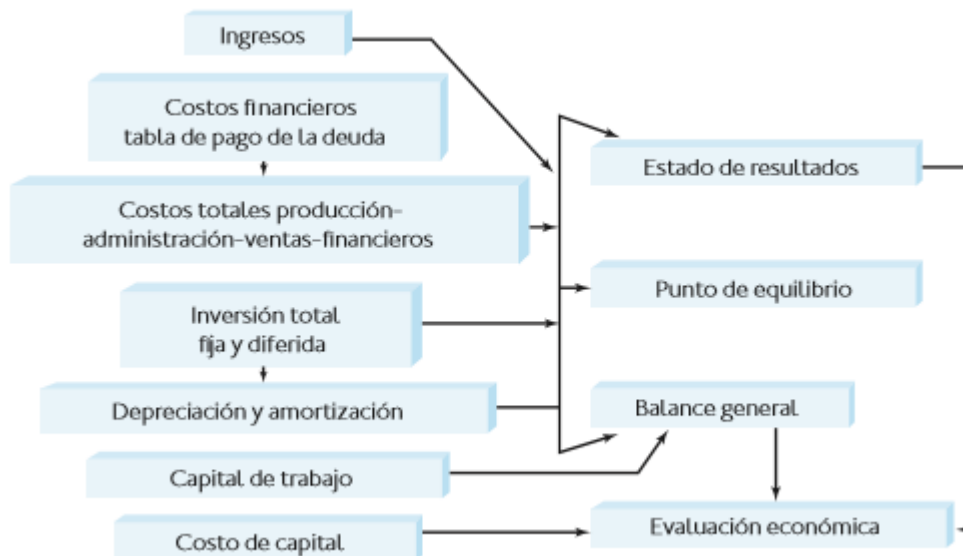 Ingresos
Costos financieros
tabla de pago de la deuda
Costos totales producción-
administración-ventas-financieros
Inversión total
fija y diferida
Depreciación y amortización
Capital de trabajo
Costo de capital
Estado de resultados
Punto de equilibrio
Balance general
Evaluación económica